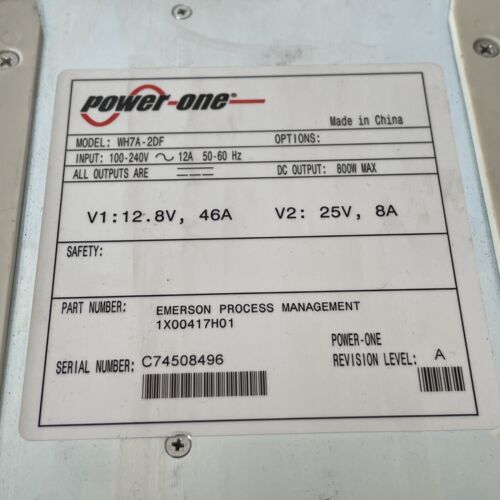 power-one®
Made in China
MODEL: WH7A-2DF OPTIONS:
INPUT: 100-240V ~ 12A 50-60 Hz
ALL OUTPUTS ARE DC OUTPUT: 800W MAX
V1:12.8V, 46A V2: 25V, 8A
SAFETY:
PART NUMBER: EMERSON PROCESS MANAGEMENT
1X00417H01
POWER-ONE
SERIAL NUMBER: C74508496 REVISION LEVEL: A